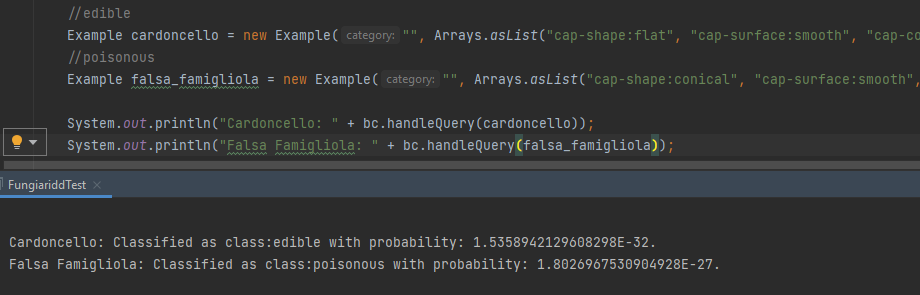 //edible
Example cardoncello = new Example( category: "", Arrays.asList("cap-shape:flat", "cap-surface:smooth", "cap-co
//poisonous
Example falsa_famigliola = new Example( category: "", Arrays.asList("cap-shape:conical", "cap-surface:smooth",
System.out.println("Cardoncello: " + bc.handleQuery(cardoncello));
System.out.println("Falsa Famigliola: " + bc.handleQuery(falsa_famigliola));
FungiariddTest ×
Cardoncello: Classified as class:edible with probability: 1.5358942129608298E-32.
Falsa Famigliola: Classified as class:poisonous with probability: 1.8026967530904928E-27.